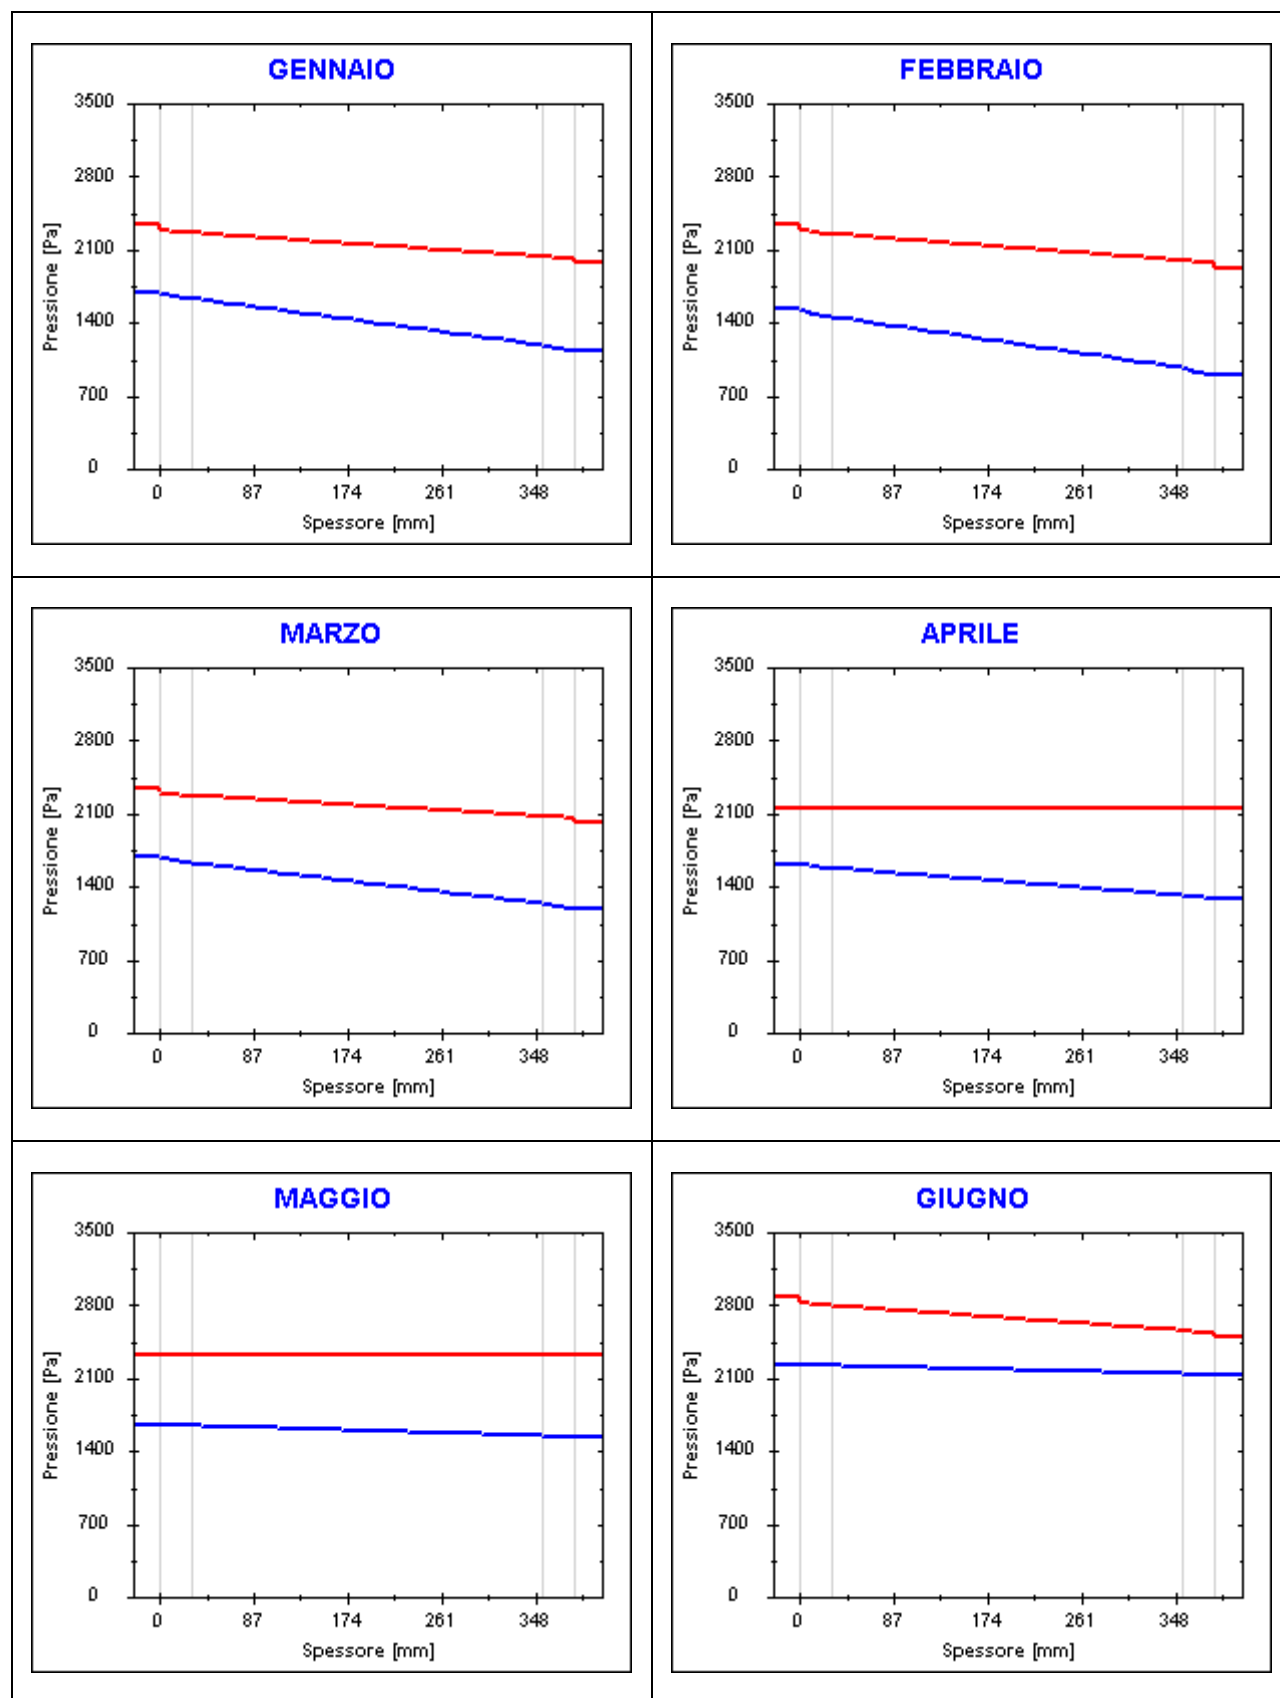 GENNAIO
3500
2800
2100
1400
700
0
Pressione [Pa]
0 87 174 261 348
Spessore [mm]
FEBBRAIO
3500
2800
2100
1400
700
0
Pressione [Pa]
0 87 174 261 348
Spessore [mm]
MARZO
3500
2800
2100
1400
700
0
Pressione [Pa]
0 87 174 261 348
Spessore [mm]
APRILE
3500
2800
2100
1400
700
0
Pressione [Pa]
0 87 174 261 348
Spessore [mm]
MAGGIO
3500
2800
2100
1400
700
0
Pressione [Pa]
0 87 174 261 348
Spessore [mm]
GIUGNO
3500
2800
2100
1400
700
0
Pressione [Pa]
0 87 174 261 348
Spessore [mm]